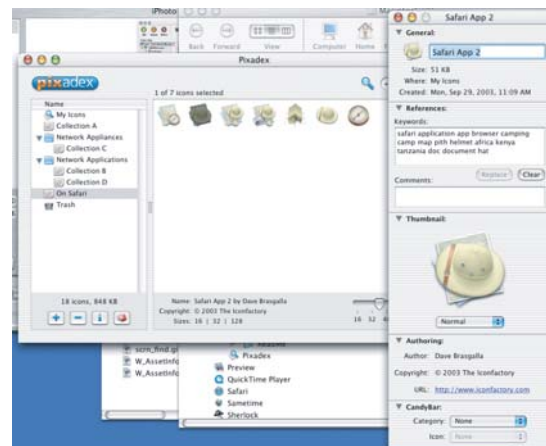 iPhoto
Back Forward View Computer Home
Pixadex
pixadex
1 of 7 icons selected
Name
My Icons
Collection A
Network Appliances
Collection C
Network Applications
Collection B
Collection D
On Safari
Trash
18 icons, 848 KB
Name: Safari App 2 by Dave Brasgalla
Copyright: © 2003 The Iconfactory
Sizes: 16 | 32 | 128
16 32
scrn_find.gi
W_AssetInfo
W_AssetInfo
Readme
Pixadex
Preview
QuickTime Player
Safari
Sametime
Sherlock
Safari App 2
General:
Safari App 2
Size: 51 KB
Where: My Icons
Created: Mon, Sep 29, 2003, 11:09 AM
References:
Keywords:
safari application app browser camping
camp map pith helmet africa kenya
tanzania doc document hat
Replace Clear
Comments:
Thumbnail:
Normal
Authoring:
Author: Dave Brasgalla
Copyright: © 2003 The Iconfactory
URL: http://www.iconfactory.com
CandyBar:
Category: None
Icon: None